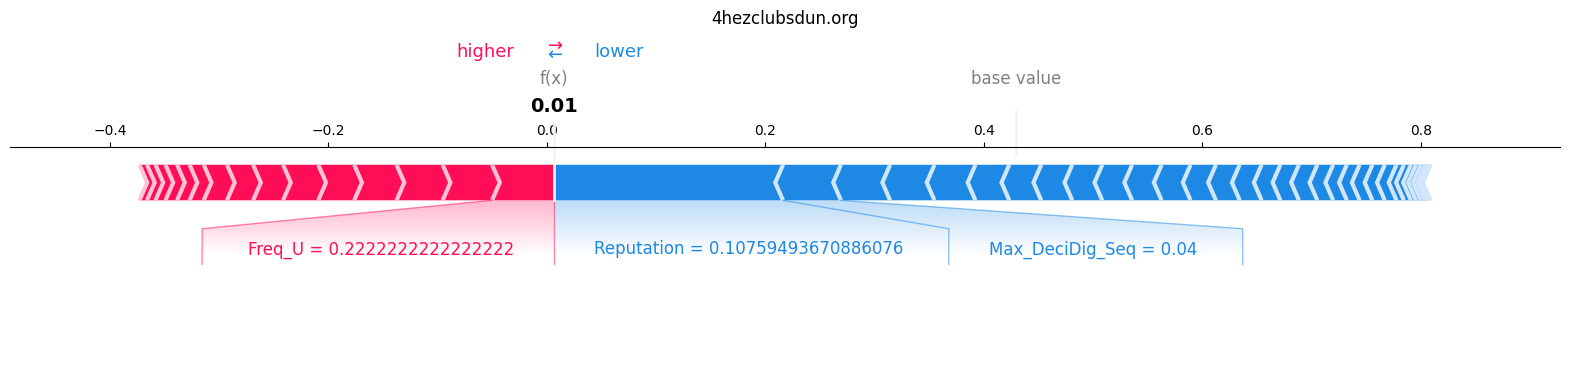 4hezclubsdun.org
higher ⇄ lower
f(x) base value
0.01
−0.4 −0.2 0.0 0.2 0.4 0.6 0.8
Freq_U = 0.2222222222222222 Reputation = 0.10759493670886076 Max_DeciDig_Seq = 0.04